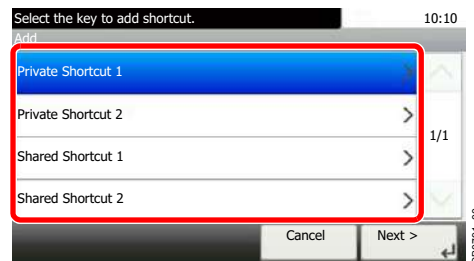 Select the key to add shortcut. 10:10
Add
Private Shortcut 1
Private Shortcut 2
1/1
Shared Shortcut 1
Shared Shortcut 2
Cancel Next >